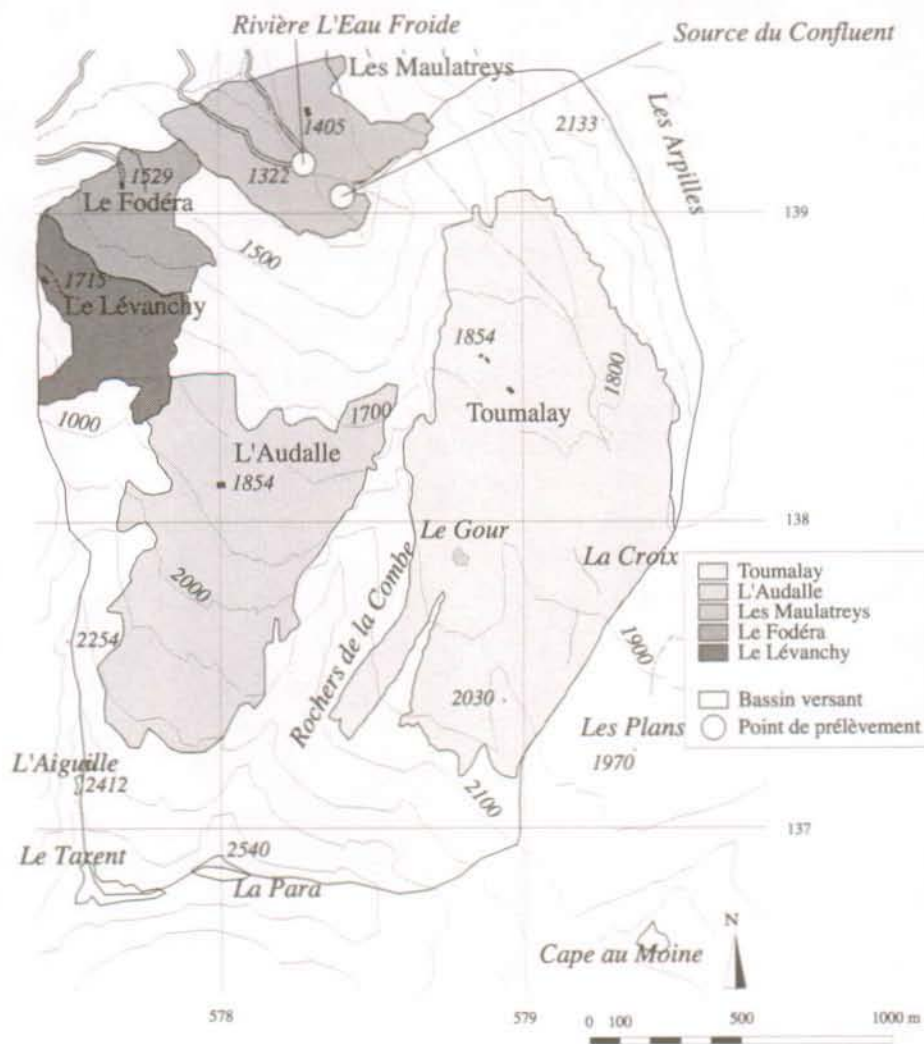 Rivière L'Eau Froide
Source du Confluent
Les Maulatreys
1405
2133
Les Arpilles
1529
1322
Le Fodéra
139
1500
1715
Le Lévanchy
1854
1800
Toumalay
1000
1700
L'Audalle
1854
138
Le Gour
La Croix
Rochers de la Combe
2000
Toumalay
L'Audalle
Les Maulatreys
Le Fodéra
Le Lévanchy
Bassin versant
Point de prélèvement
1900
2254
2030
Les Plans
1970
L'Aiguille
2412
2100
137
Le Tarent
2540
La Para
N
Cape au Moine
578
579
0 100 500 1000 m